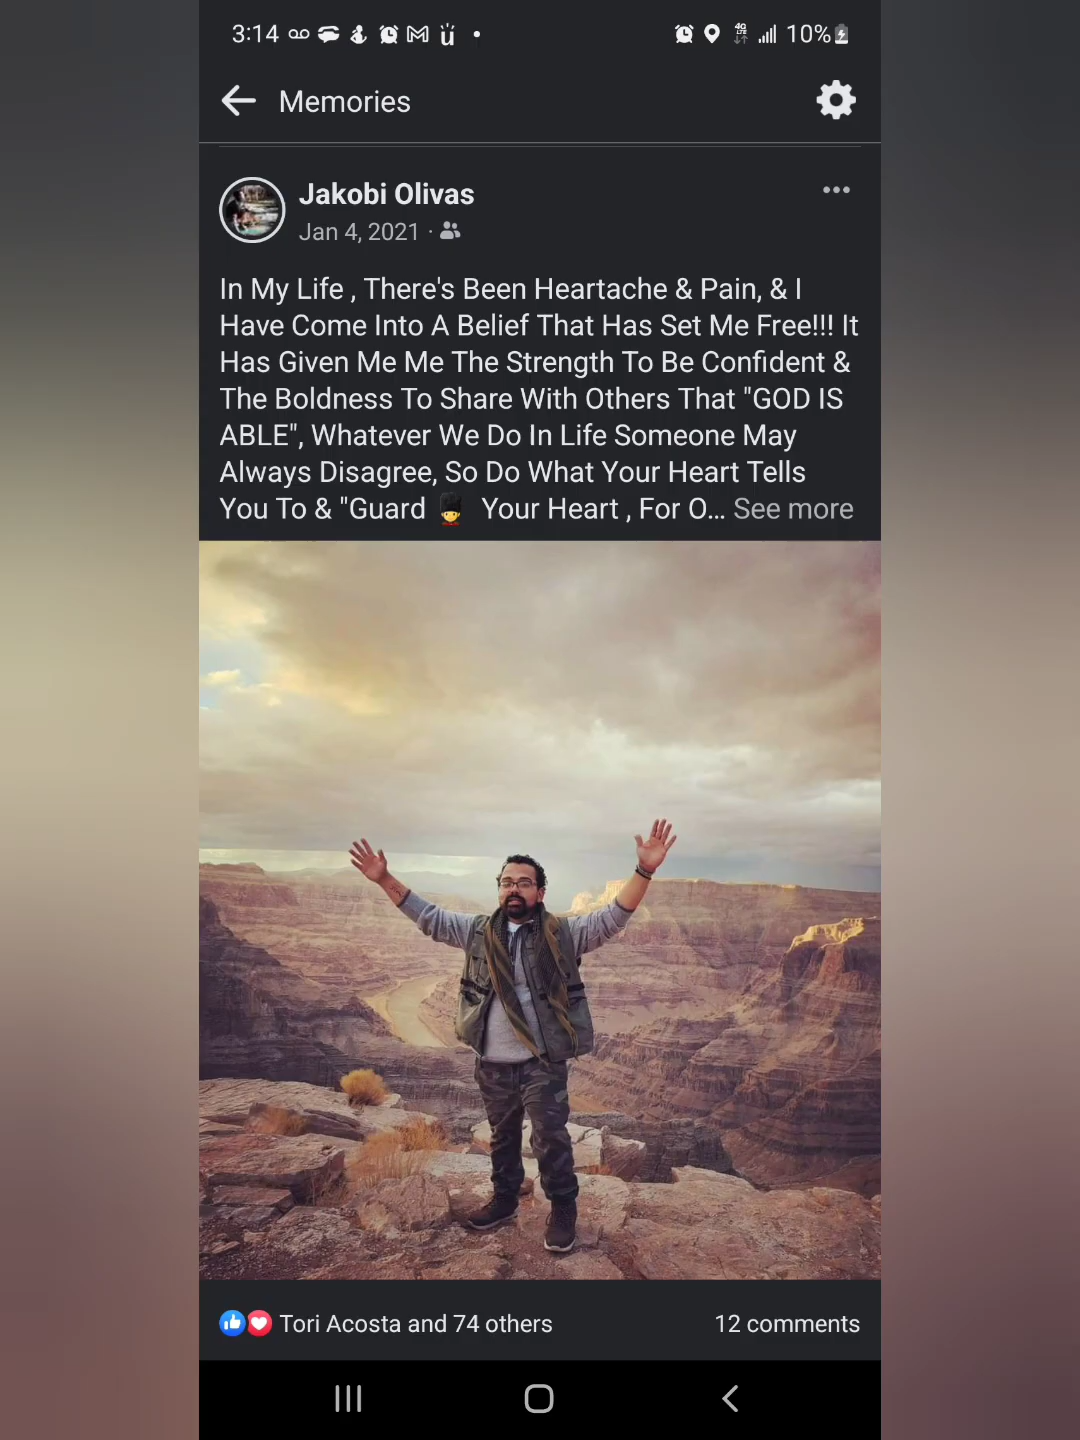 3:14
4G
LTE
10%
Memories
Jakobi Olivas
Jan 4, 2021 ·
In My Life , There's Been Heartache & Pain, & I
Have Come Into A Belief That Has Set Me Free!!! It
Has Given Me Me The Strength To Be Confident &
The Boldness To Share With Others That "GOD IS
ABLE", Whatever We Do In Life Someone May
Always Disagree, So Do What Your Heart Tells
You To & "Guard 💂 Your Heart , For O... See more
Tori Acosta and 74 others
12 comments